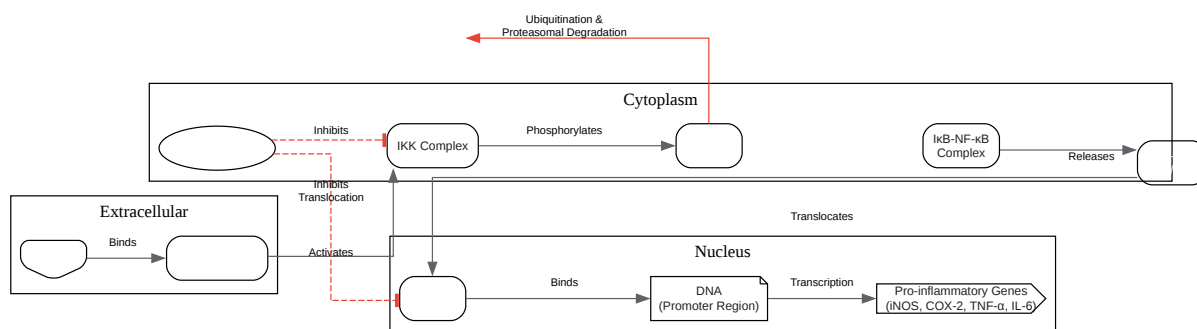 Ubiquitination &
Proteasomal Degradation
Cytoplasm
Inhibits
IKK Complex
Phosphorylates
IκB-NF-κB
Complex
Releases
Inhibits
Translocation
Extracellular
Binds
Activates
Translocates
Nucleus
Binds
DNA
(Promoter Region)
Transcription
Pro-inflammatory Genes
(iNOS, COX-2, TNF-α, IL-6)